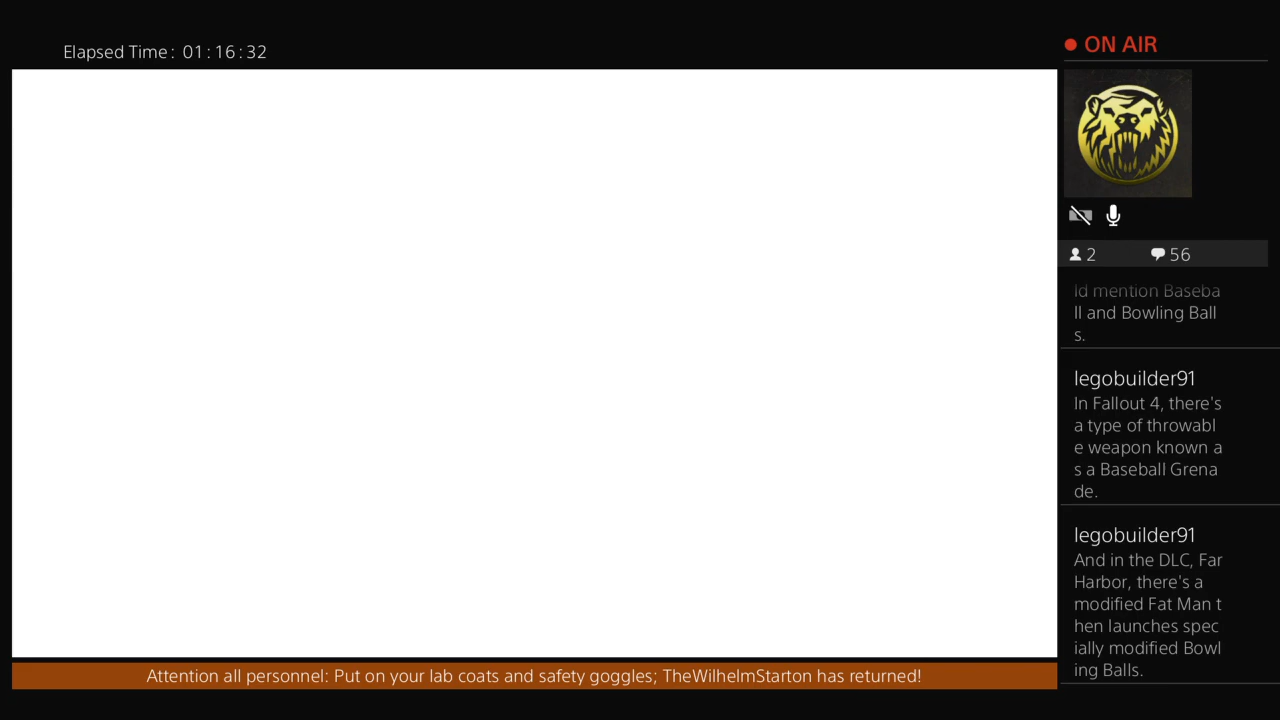 Elapsed Time: 01:16:32
ON AIR
2 56
ld mention Baseba
ll and Bowling Ball
s.
legobuilder91
In Fallout 4, there's
a type of throwabl
e weapon known a
s a Baseball Grena
de.
legobuilder91
And in the DLC, Far
Harbor, there's a
modified Fat Man t
hen launches spec
ially modified Bowl
ing Balls.
Attention all personnel: Put on your lab coats and safety goggles; TheWilhelmStarton has returned!